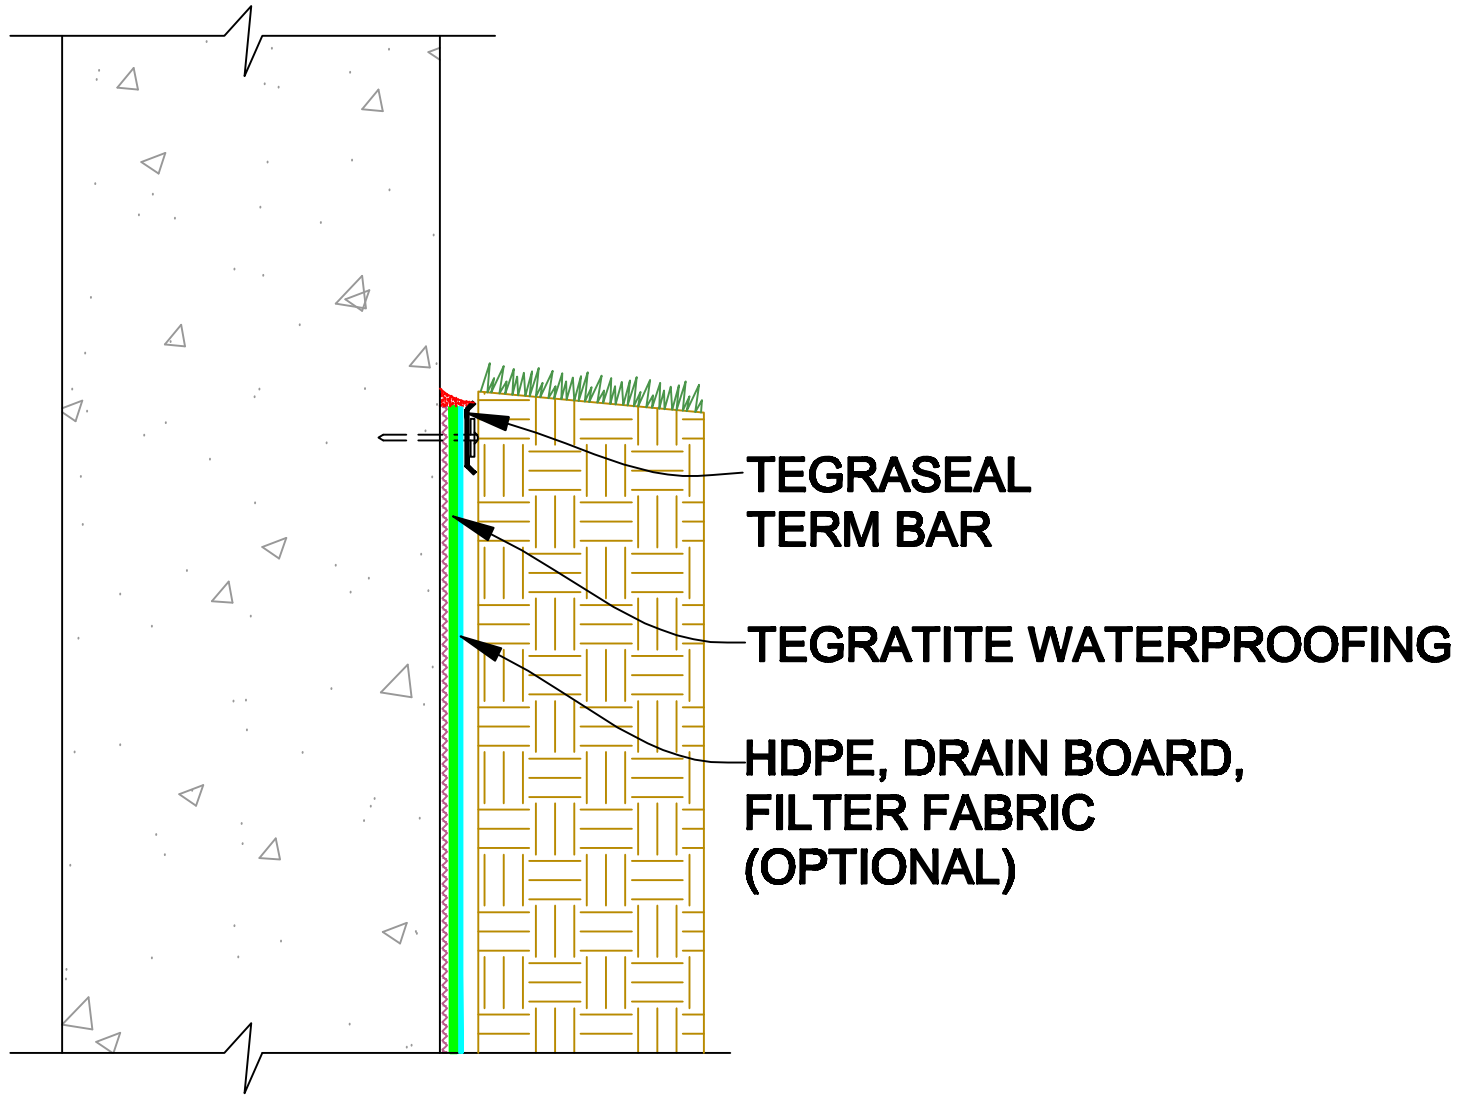 TEGRASEAL
TERM BAR
TEGRATITE WATERPROOFING
HDPE, DRAIN BOARD,
FILTER FABRIC
(OPTIONAL)